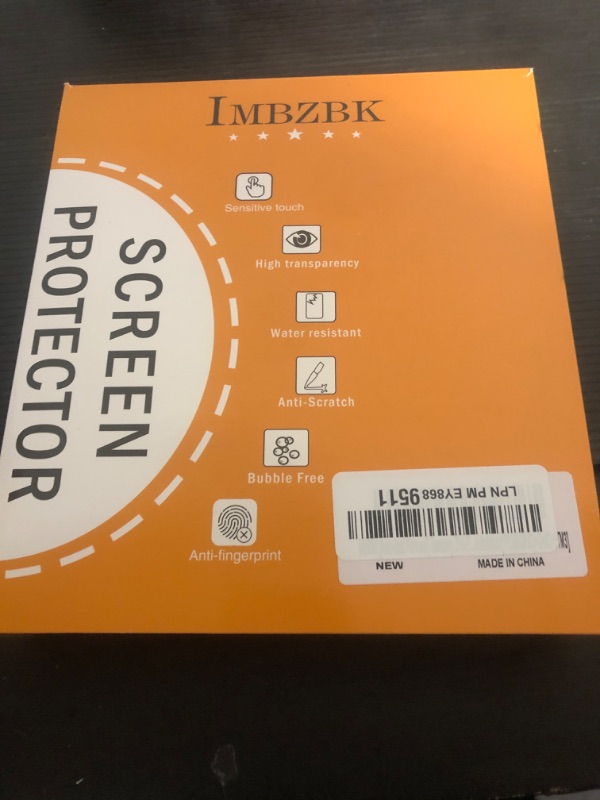 IMBZBK
Sensitive touch
High transparency
Water resistant
Anti-Scratch
Bubble Free
Anti-fingerprint
SCREEN
PROTECTOR
LPN PM EY868 9511
NEW
MADE IN CHINA